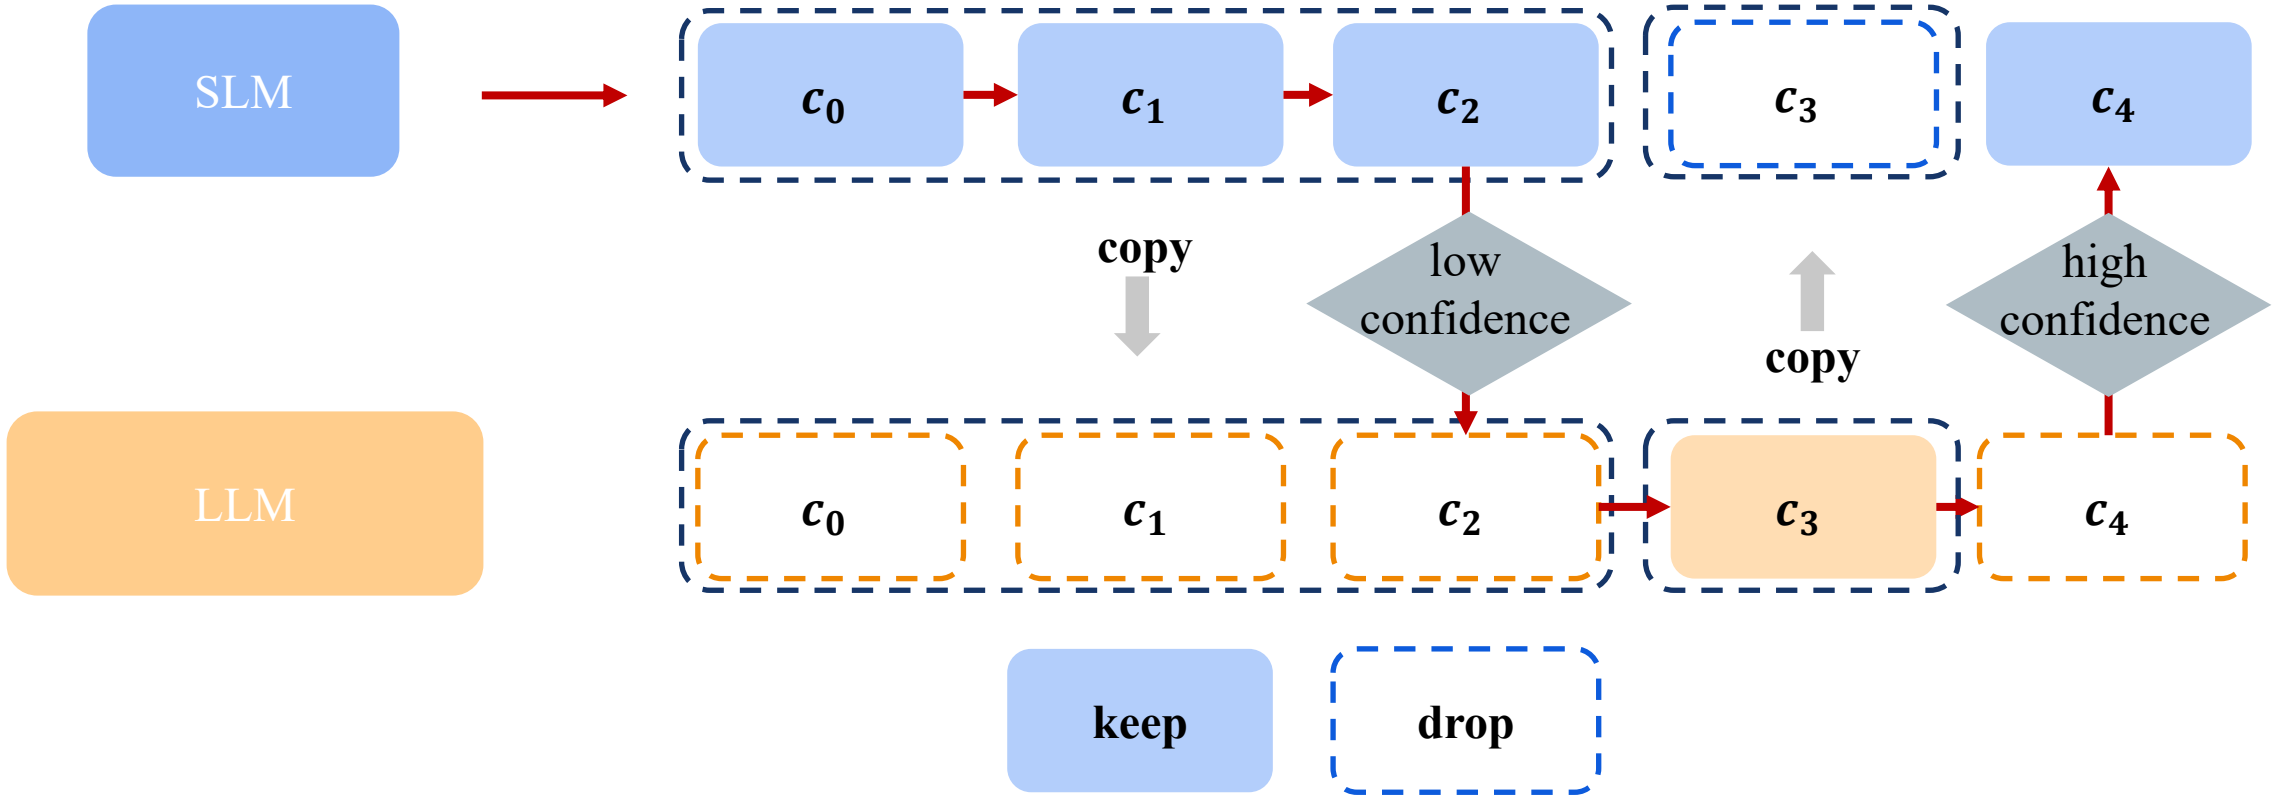 SLM
c₀
c₁
c₂
c₃
c₄
copy
low
confidence
copy
high
confidence
LLM
c₀
c₁
c₂
c₃
c₄
keep
drop